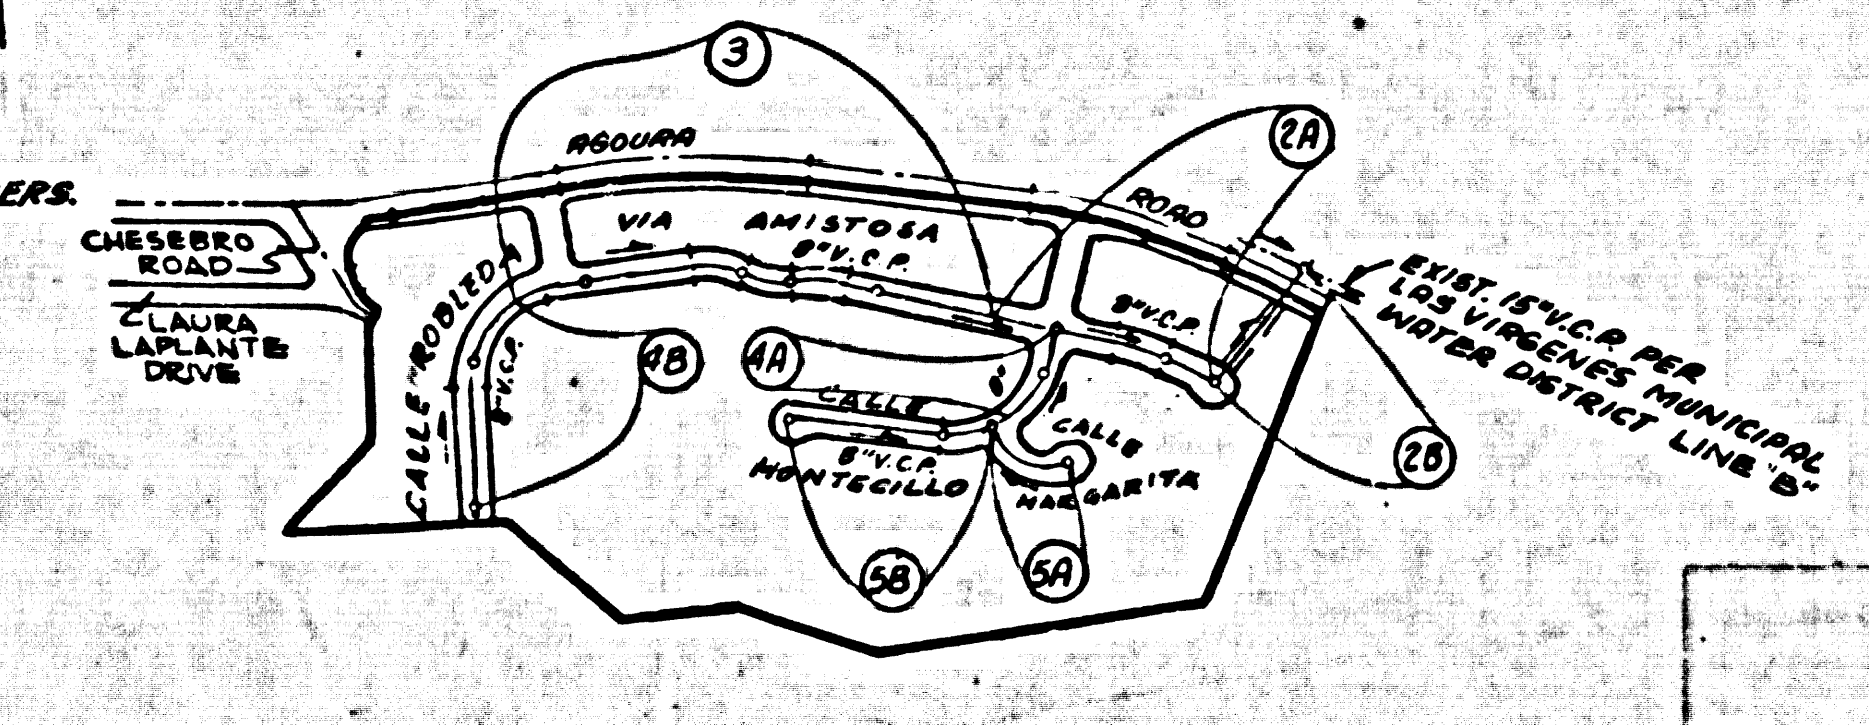 3
2A
AGOURA
ERS.
ROAD
VIA AMISTOSA
8"V.C.P.
CHESEBRO
ROAD
CALLE ROBLEDA
8"V.C.P.
EXIST. 15"V.C.P. PER
LAS VIRGENES MUNICIPAL
WATER DISTRICT LINE "B"
LAURA
LAPLANTE
DRIVE
8"V.C.P.
4B
4A
8"
CALLE
8"V.C.P.
MONTECILLO
CALLE
MARGARITA
2B
5B
5A